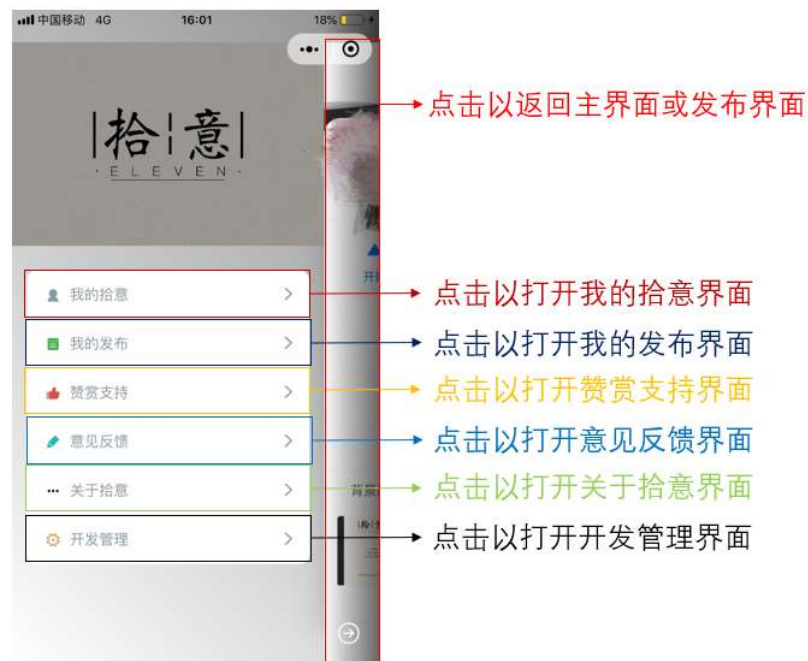 中国移动 4G 16:01 18%
拾意
·ELEVEN·
点击以返回主界面或发布界面
我的拾意
点击以打开我的拾意界面
我的发布
点击以打开我的发布界面
赞赏支持
点击以打开赞赏支持界面
意见反馈
点击以打开意见反馈界面
关于拾意
点击以打开关于拾意界面
开发管理
点击以打开开发管理界面
开
背景